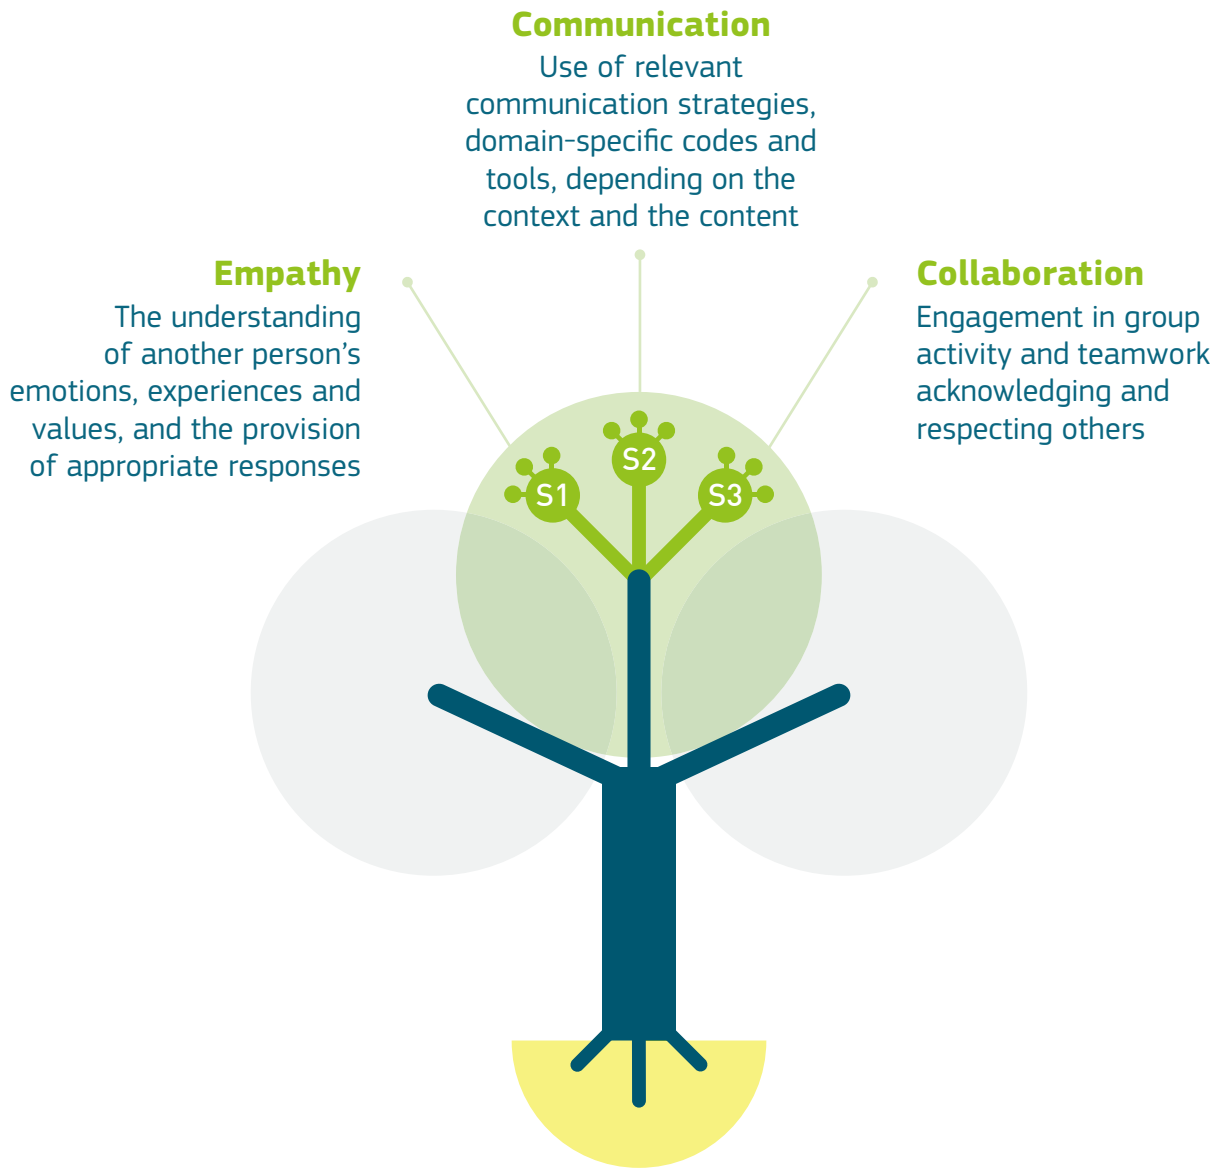 Communication
Use of relevant
communication strategies,
domain-specific codes and
tools, depending on the
context and the content
Empathy
The understanding
of another person’s
emotions, experiences and
values, and the provision
of appropriate responses
Collaboration
Engagement in group
activity and teamwork
acknowledging and
respecting others
S1
S2
S3